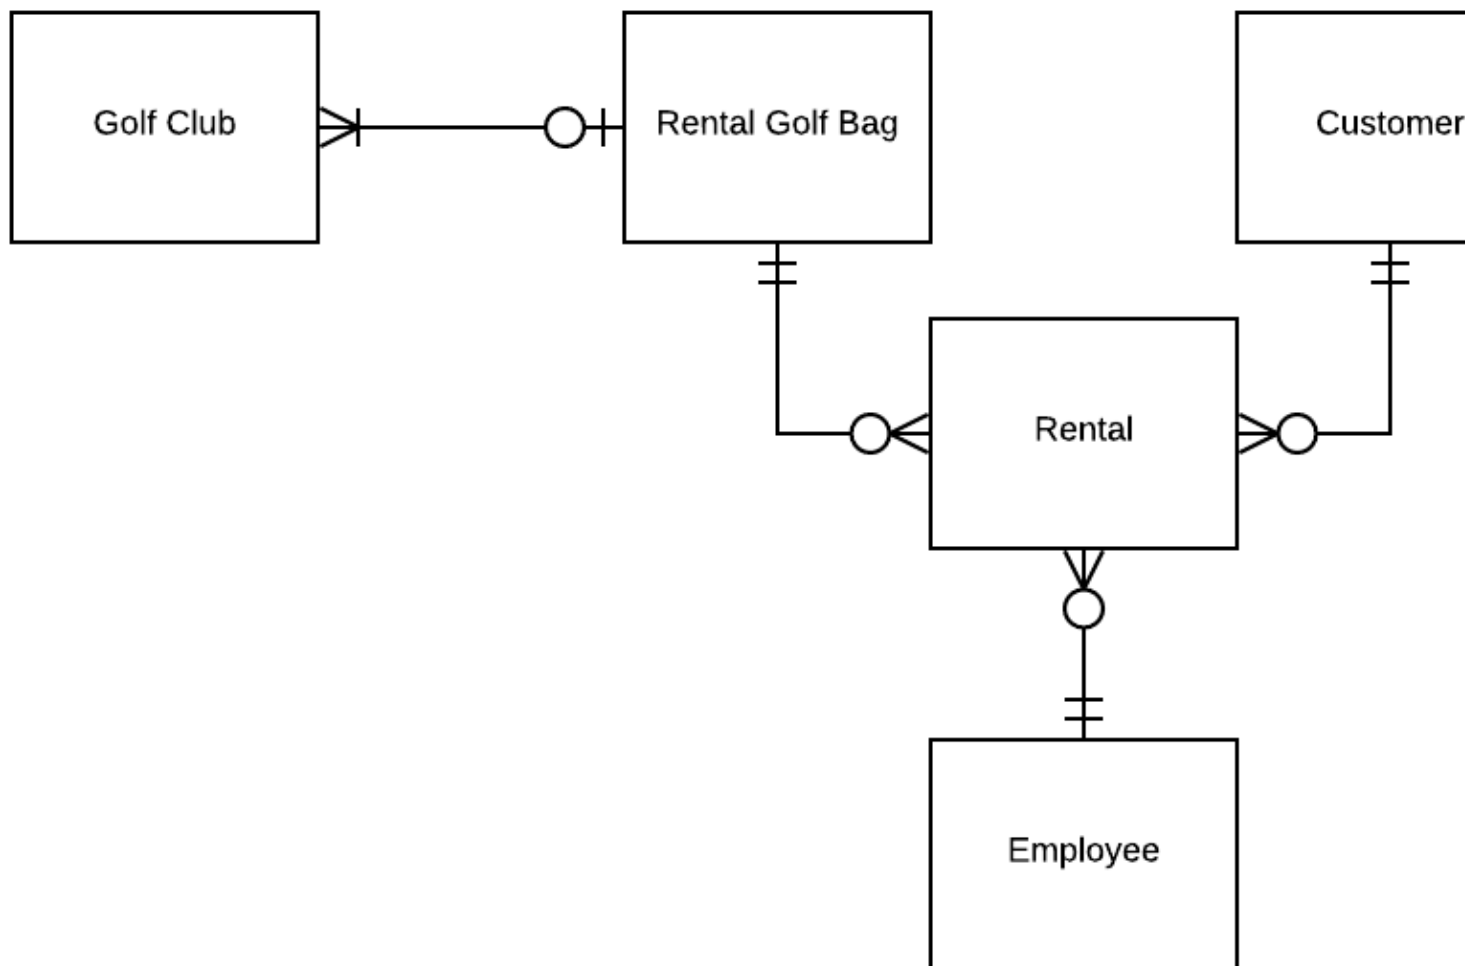 Golf Club
Rental Golf Bag
Customer
Rental
Employee